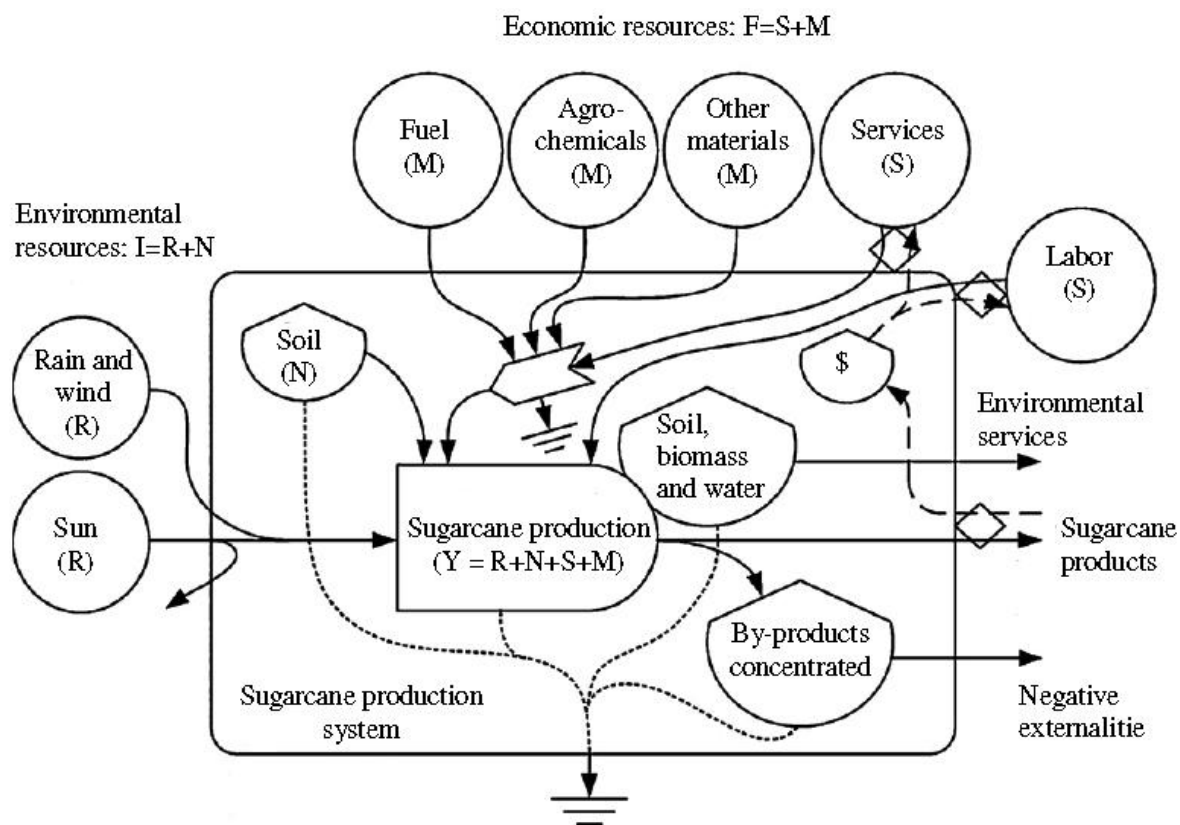 Economic resources: F=S+M
Fuel
(M)
Agro-
chemicals
(M)
Other
materials
(M)
Services
(S)
Environmental
resources: I=R+N
Labor
(S)
Soil
(N)
Rain and
wind
(R)
$
Environmental
services
Soil,
biomass
and water
Sun
(R)
Sugarcane production
(Y = R+N+S+M)
Sugarcane
products
By-products
concentrated
Sugarcane production
system
Negative
externalitie